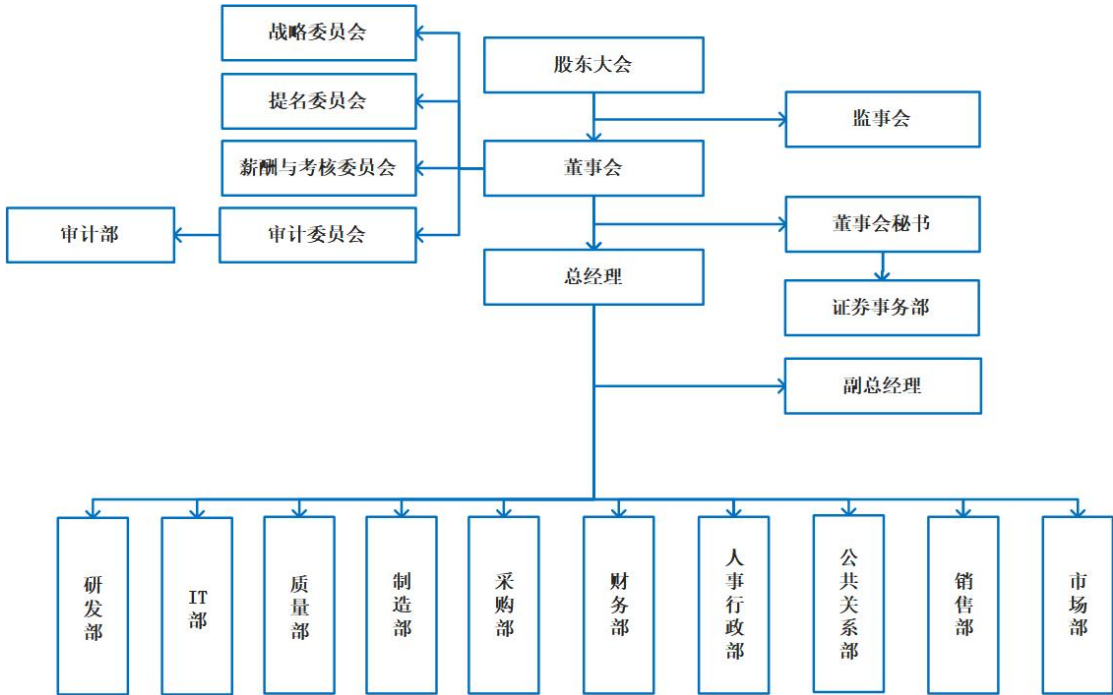 战略委员会
股东大会
提名委员会
监事会
薪酬与考核委员会
董事会
审计部
审计委员会
董事会秘书
总经理
证券事务部
副总经理
研发部
IT部
质量部
制造部
采购部
财务部
人事行政部
公共关系部
销售部
市场部